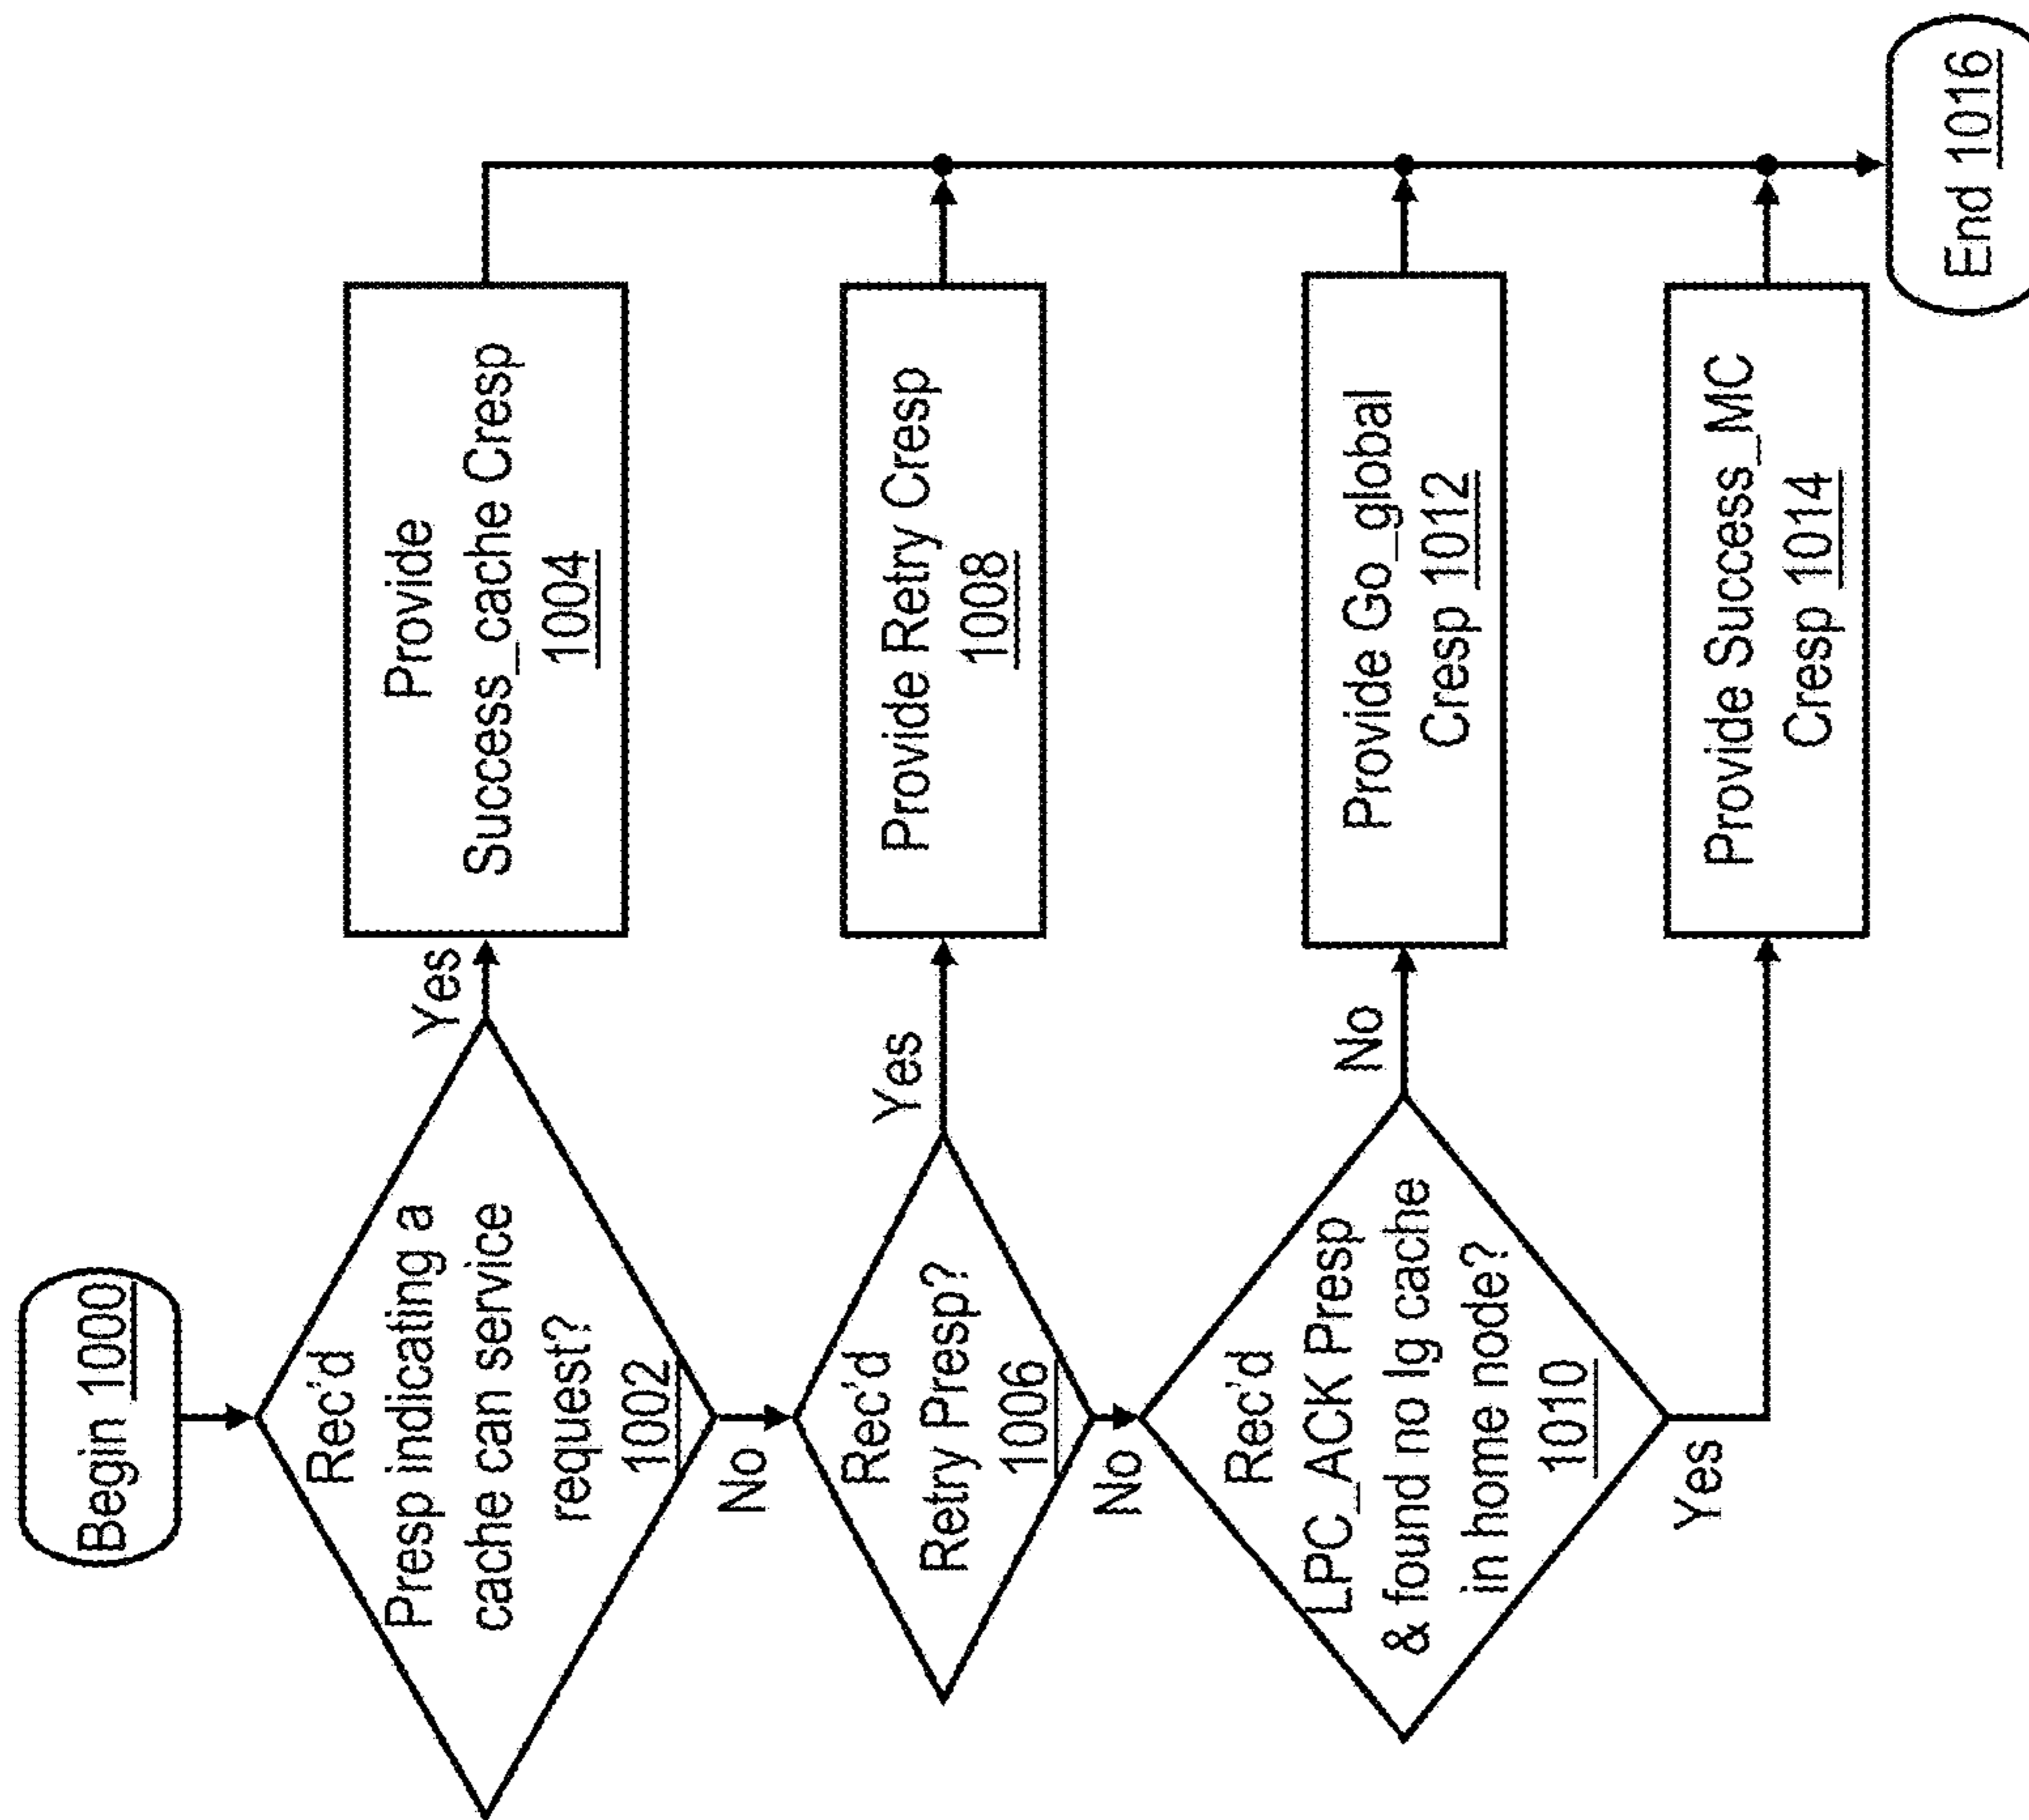 Begin 1000
Rec'd
Presp indicating a
cache can service
request?
1002
Yes
Provide
Success_cache Cresp
1004
No
Rec'd
Retry Presp?
1006
Yes
Provide Retry Cresp
1008
No
Rec'd
LPC_ACK Presp
& found no Ig cache
in home node?
1010
No
Provide Go_global
Cresp 1012
Yes
Provide Success_MC
Cresp 1014
End 1016